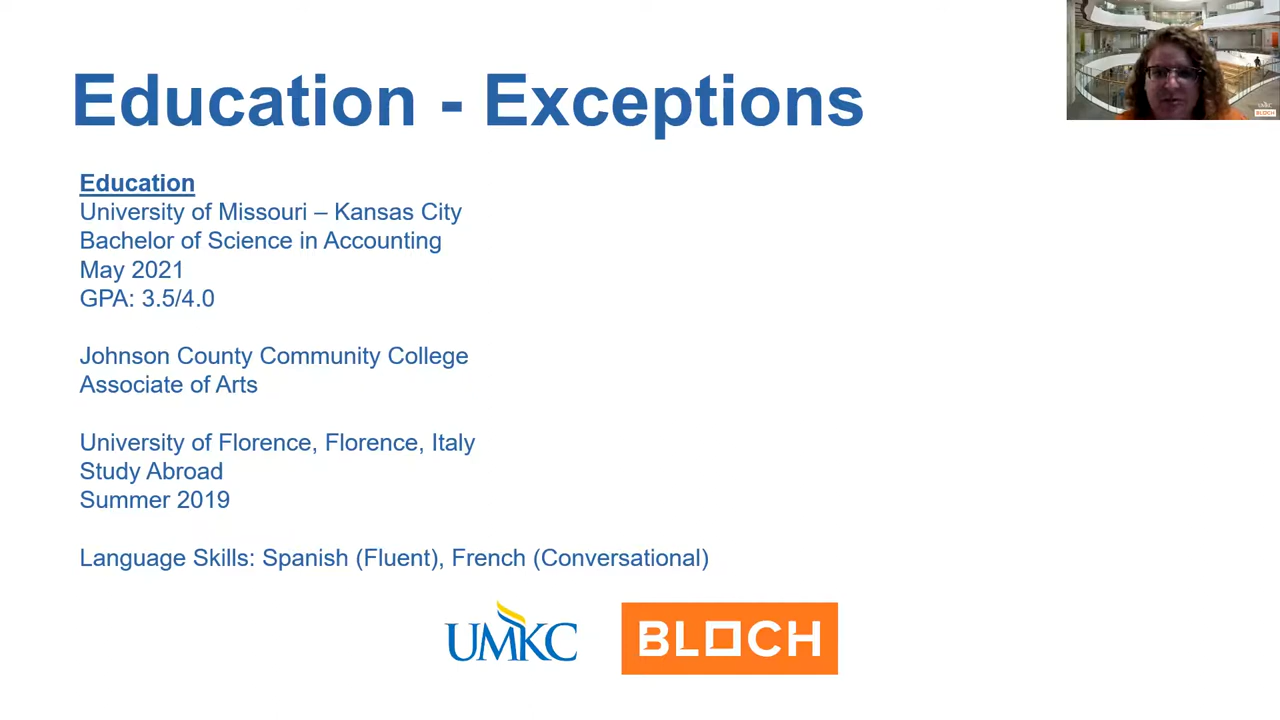 Education - Exceptions
Education
University of Missouri – Kansas City
Bachelor of Science in Accounting
May 2021
GPA: 3.5/4.0
Johnson County Community College
Associate of Arts
University of Florence, Florence, Italy
Study Abroad
Summer 2019
Language Skills: Spanish (Fluent), French (Conversational)
UMKC
BLOCH
UMKC
BLOCH